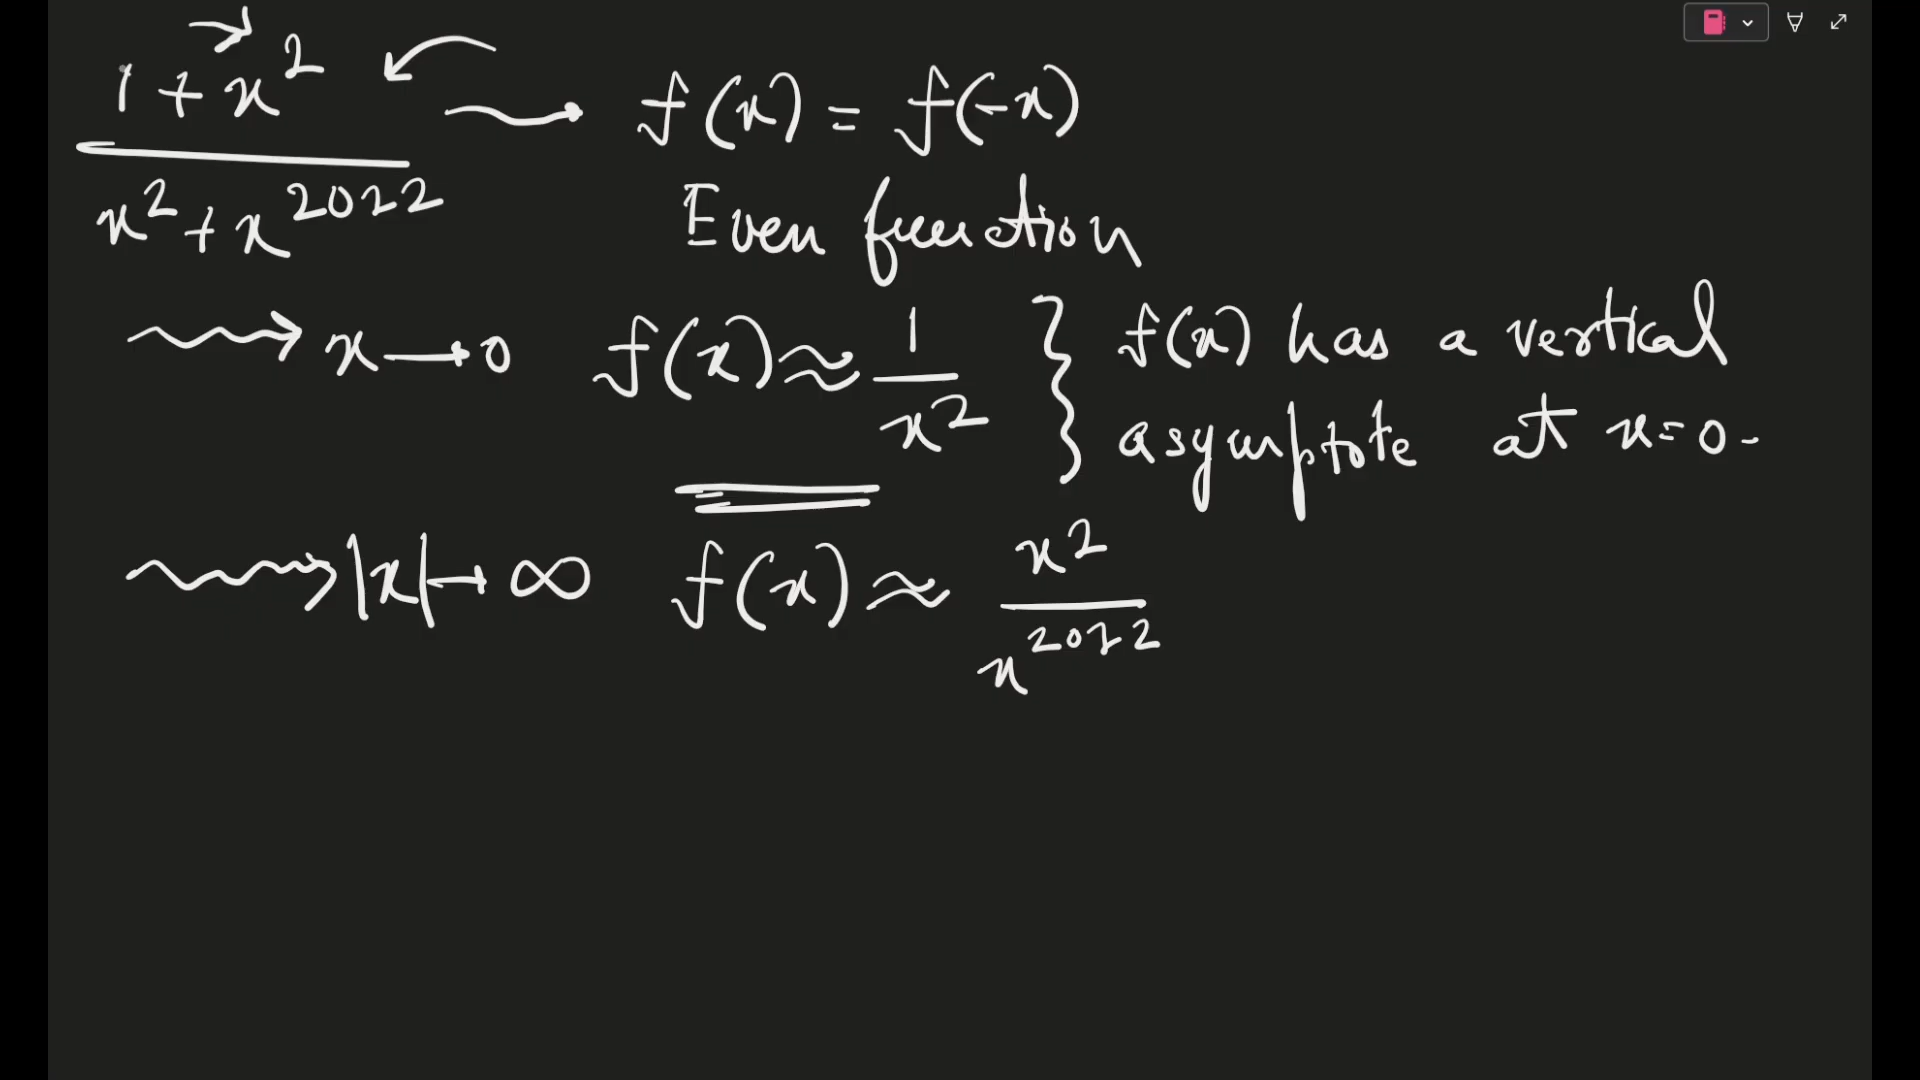 (1 + x^2) / (x^2 + x^2022) → f(x) = f(-x)
Even function
→ x → 0 f(x) ≈ 1/x^2 } f(x) has a vertical
asymptote at x=0-
→ |x| → ∞ f(x) ≈ x^2 / x^2022